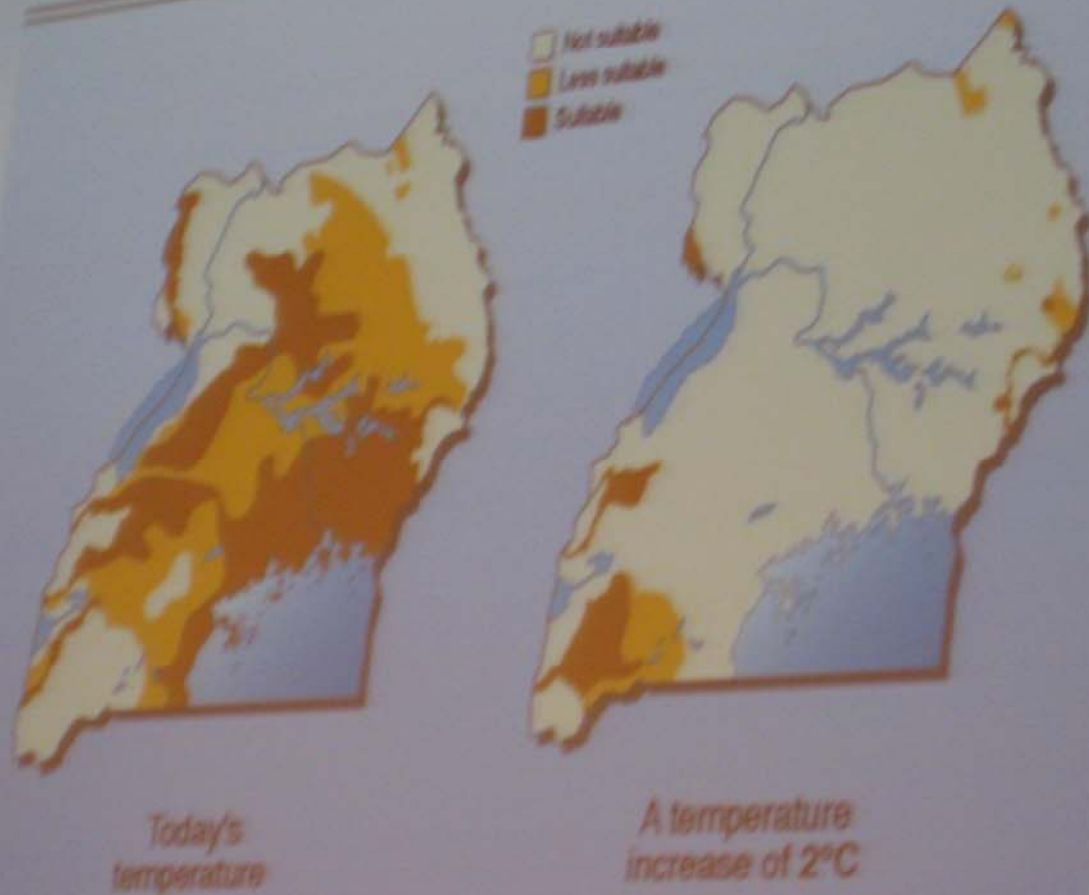 Not suitable
Less suitable
Suitable
Today's
temperature
A temperature
increase of 2°C